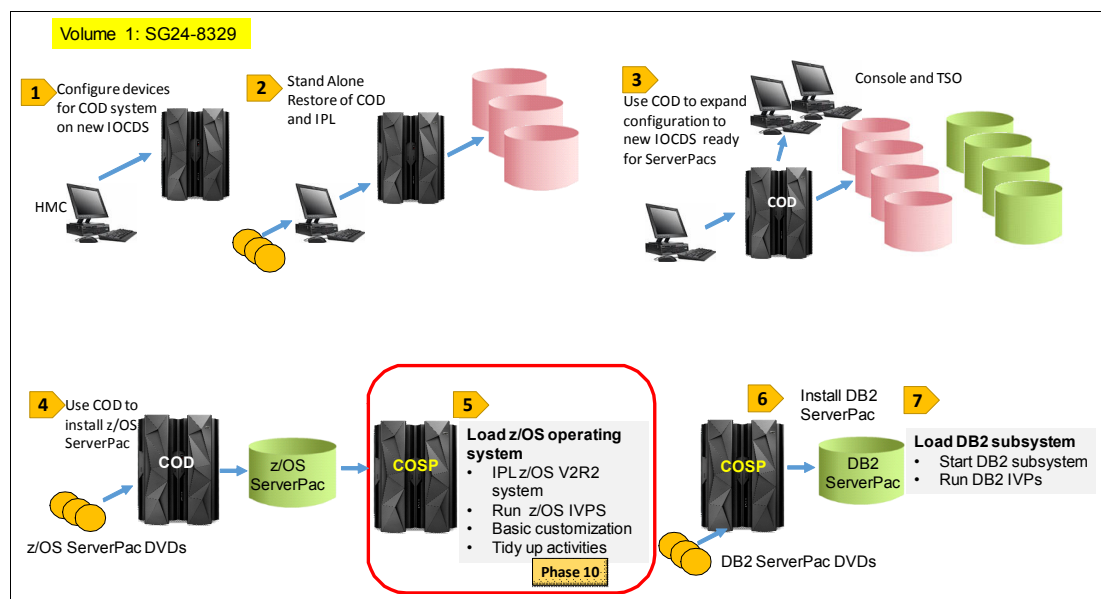 Volume 1: SG24-8329
1
Configure devices
for COD system
on new IOCDS
HMC
2
Stand Alone
Restore of COD
and IPL
3
Use COD to expand
configuration to
new IOCDS ready
for ServerPacs
Console and TSO
COD
4
Use COD to
install z/OS
ServerPac
COD
z/OS
ServerPac
z/OS ServerPac DVDs
COSP
5
Load z/OS operating
system
• IPL z/OS V2R2
system
• Run z/OS IVPS
• Basic customization
• Tidy up activities
Phase 10
6
Install DB2
ServerPac
COSP
DB2
ServerPac
DB2 ServerPac DVDs
7
Load DB2 subsystem
• Start DB2 subsystem
• Run DB2 IVPs